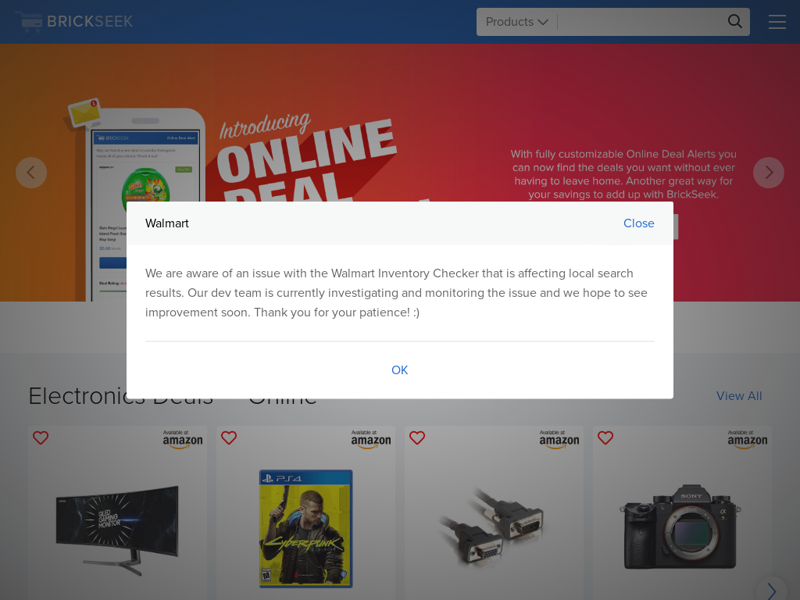 BRICKSEEK
Products
Introducing
ONLINE
DEAL
With fully customizable Online Deal Alerts you
can now find the deals you want without ever
having to leave home. Another great way for
your savings to add up with BrickSeek.
Walmart
Close
We are aware of an issue with the Walmart Inventory Checker that is affecting local search
results. Our dev team is currently investigating and monitoring the issue and we hope to see
improvement soon. Thank you for your patience! :)
OK
Electronics Deals
Online
View All
Available at
amazon
Available at
amazon
Available at
amazon
Available at
amazon
QLED
GAMING
MONITOR
PS4
Cyberpunk
SONY